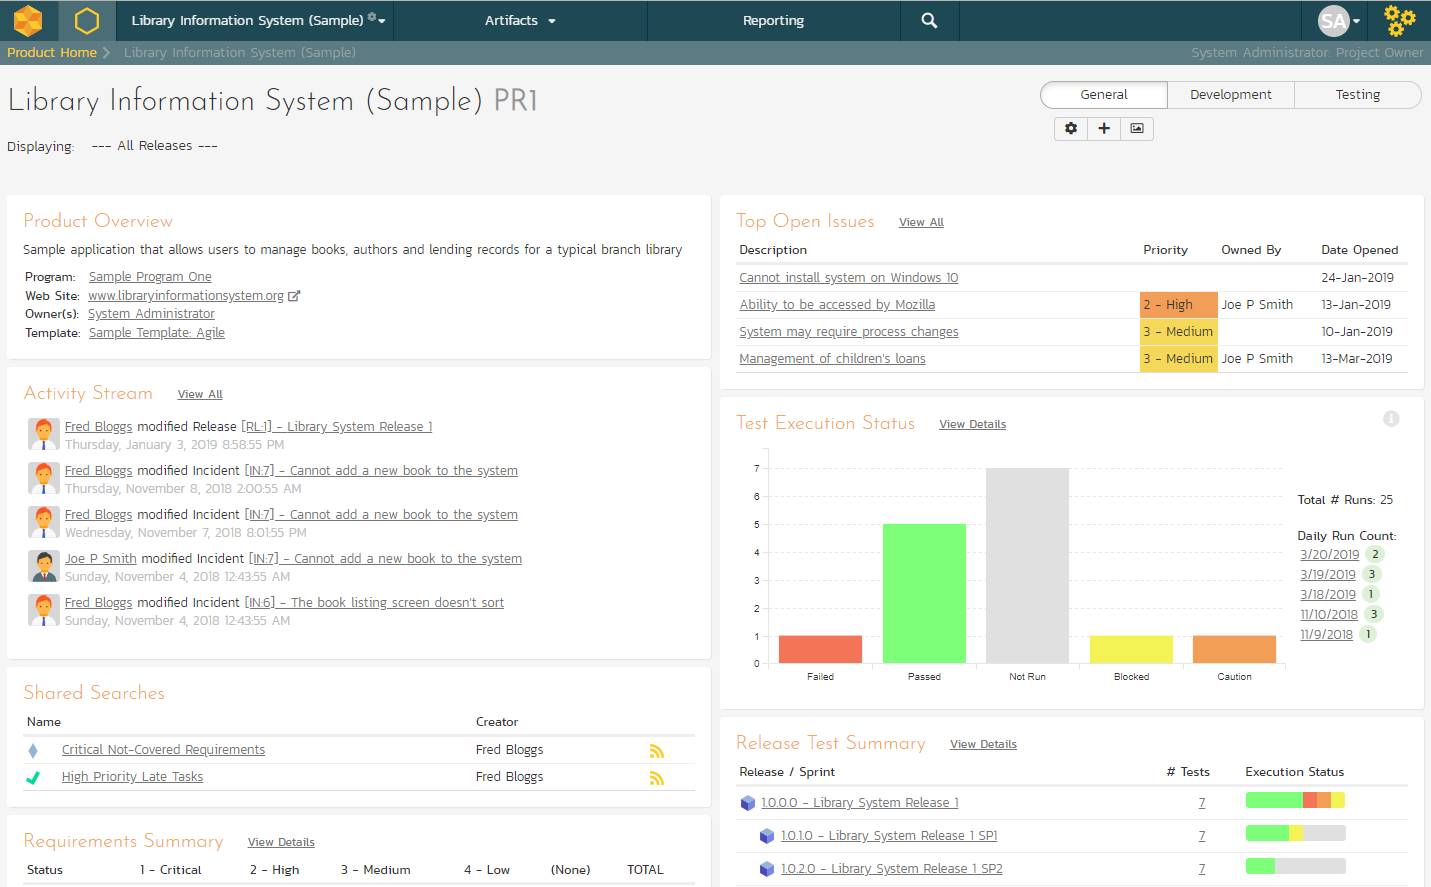 Library Information System (Sample)
Artifacts
Reporting
SA
Product Home
Library Information System (Sample)
System Administrator: Project Owner
Library Information System (Sample) PR1
General
Development
Testing
Displaying: --- All Releases ---
Product Overview
Sample application that allows users to manage books, authors and lending records for a typical branch library
Program: Sample Program One
Web Site: www.libraryinformationsystem.org
Owner(s): System Administrator
Template: Sample Template: Agile
Activity Stream View All
Fred Bloggs modified Release [RL:1] - Library System Release 1
Thursday, January 3, 2019 8:58:55 PM
Fred Bloggs modified Incident [IN:7] - Cannot add a new book to the system
Thursday, November 8, 2018 2:00:55 AM
Fred Bloggs modified Incident [IN:7] - Cannot add a new book to the system
Wednesday, November 7, 2018 8:01:55 PM
Joe P Smith modified Incident [IN:7] - Cannot add a new book to the system
Sunday, November 4, 2018 12:43:55 AM
Fred Bloggs modified Incident [IN:6] - The book listing screen doesn't sort
Sunday, November 4, 2018 12:43:55 AM
Shared Searches
Name Creator
Critical Not-Covered Requirements Fred Bloggs
High Priority Late Tasks Fred Bloggs
Requirements Summary View Details
Status 1 - Critical 2 - High 3 - Medium 4 - Low (None) TOTAL
Top Open Issues View All
Description Priority Owned By Date Opened
Cannot install system on Windows 10 24-Jan-2019
Ability to be accessed by Mozilla 2 - High Joe P Smith 13-Jan-2019
System may require process changes 3 - Medium 10-Jan-2019
Management of children's loans 3 - Medium Joe P Smith 13-Mar-2019
Test Execution Status View Details
7
6
5
4
3
2
1
0
Failed Passed Not Run Blocked Caution
Total # Runs: 25
Daily Run Count:
3/20/2019 2
3/19/2019 3
3/18/2019 1
11/10/2018 3
11/9/2018 1
Release Test Summary View Details
Release / Sprint # Tests Execution Status
1.0.0.0 - Library System Release 1 7
1.0.1.0 - Library System Release 1 SP1 7
1.0.2.0 - Library System Release 1 SP2 7